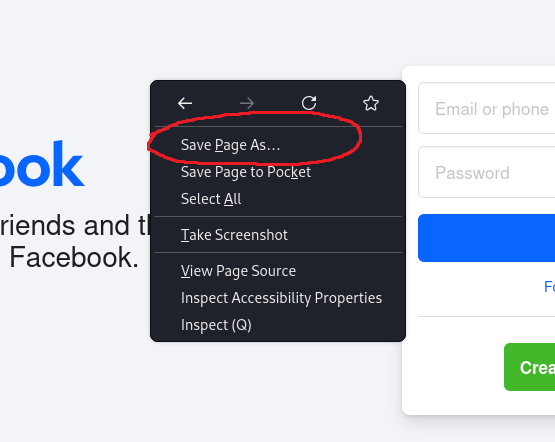 ook
riends and th
Facebook.
Save Page As...
Save Page to Pocket
Select All
Take Screenshot
View Page Source
Inspect Accessibility Properties
Inspect (Q)
Email or phone
Password
Fo
Crea